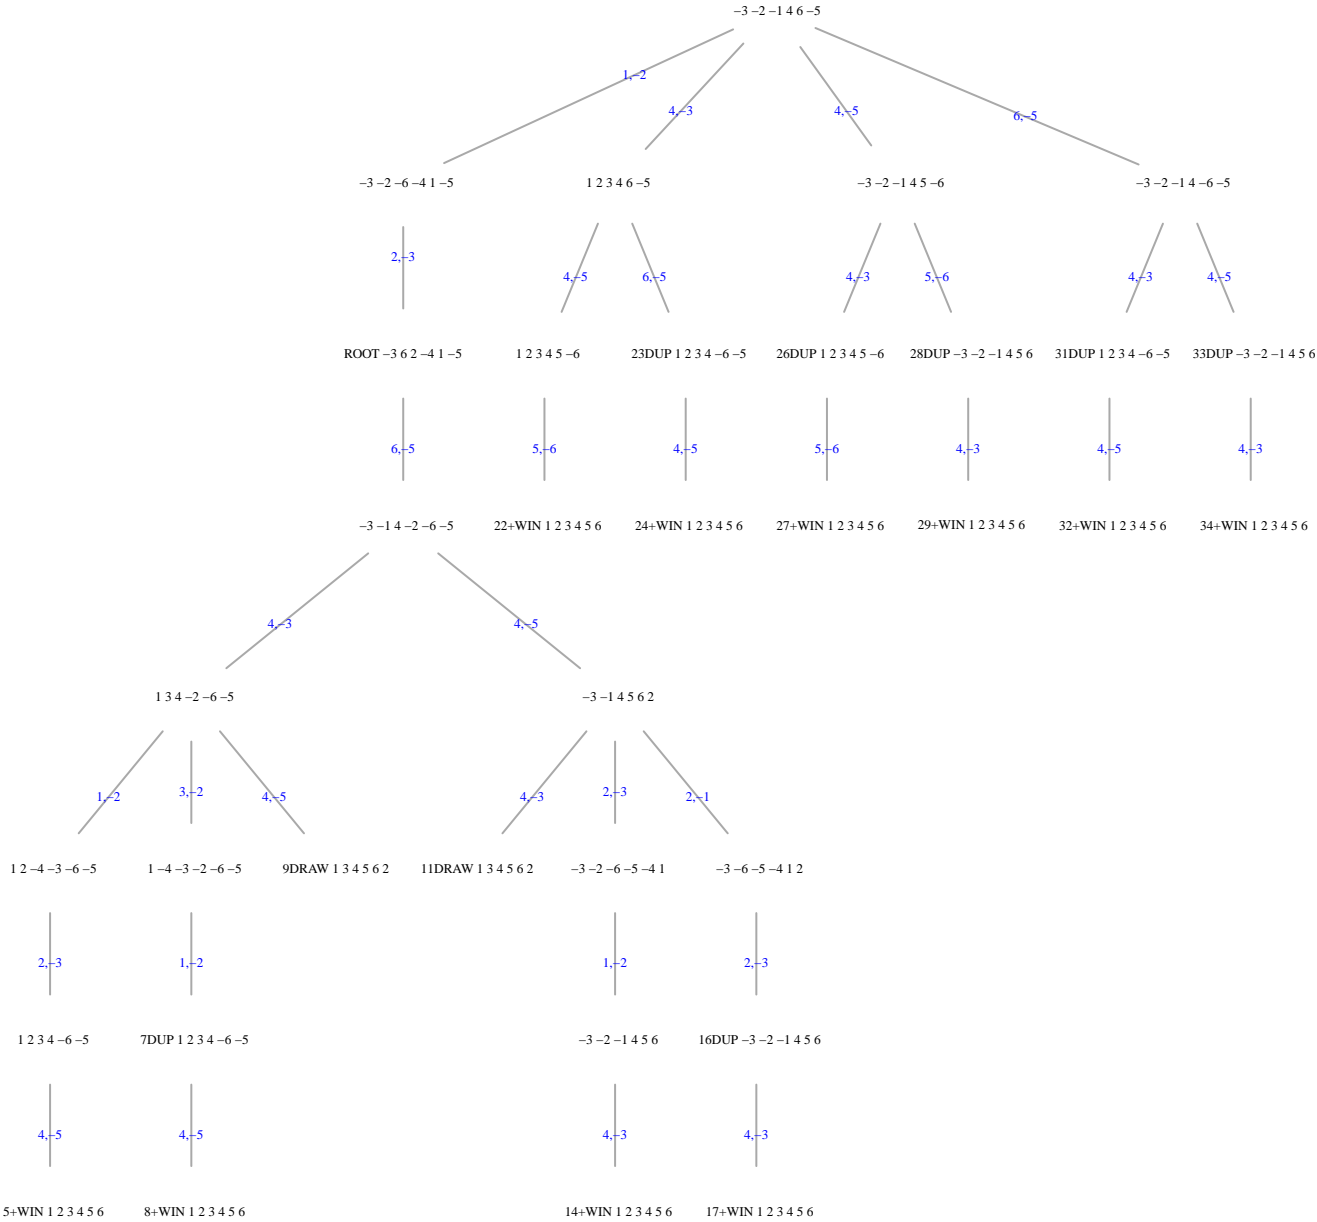 −3 −2 −1 4 6 −5
1,−2
4,−3
4,−5
6,−5
−3 −2 −6 −4 1 −5
1 2 3 4 6 −5
−3 −2 −1 4 5 −6
−3 −2 −1 4 −6 −5
2,−3
4,−5
6,−5
4,−3
5,−6
4,−3
4,−5
ROOT −3 6 2 −4 1 −5
1 2 3 4 5 −6
23DUP 1 2 3 4 −6 −5
26DUP 1 2 3 4 5 −6
28DUP −3 −2 −1 4 5 6
31DUP 1 2 3 4 −6 −5
33DUP −3 −2 −1 4 5 6
6,−5
5,−6
4,−5
5,−6
4,−3
4,−5
4,−3
−3 −1 4 −2 −6 −5
22+WIN 1 2 3 4 5 6
24+WIN 1 2 3 4 5 6
27+WIN 1 2 3 4 5 6
29+WIN 1 2 3 4 5 6
32+WIN 1 2 3 4 5 6
34+WIN 1 2 3 4 5 6
4,−3
4,−5
1 3 4 −2 −6 −5
−3 −1 4 5 6 2
1,−2
3,−2
4,−5
4,−3
2,−3
2,−1
1 2 −4 −3 −6 −5
1 −4 −3 −2 −6 −5
9DRAW 1 3 4 5 6 2
11DRAW 1 3 4 5 6 2
−3 −2 −6 −5 −4 1
−3 −6 −5 −4 1 2
2,−3
1,−2
1,−2
2,−3
1 2 3 4 −6 −5
7DUP 1 2 3 4 −6 −5
−3 −2 −1 4 5 6
16DUP −3 −2 −1 4 5 6
4,−5
4,−5
4,−3
4,−3
5+WIN 1 2 3 4 5 6
8+WIN 1 2 3 4 5 6
14+WIN 1 2 3 4 5 6
17+WIN 1 2 3 4 5 6